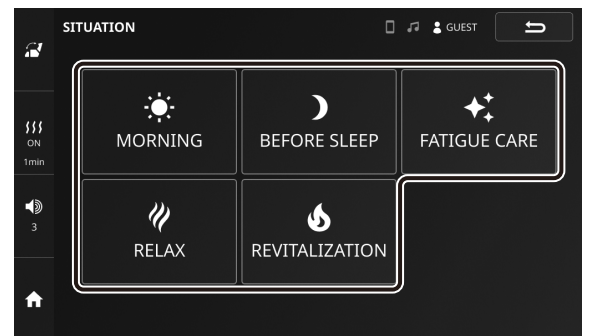 SITUATION
GUEST
ON
1min
3
MORNING
BEFORE SLEEP
FATIGUE CARE
RELAX
REVITALIZATION